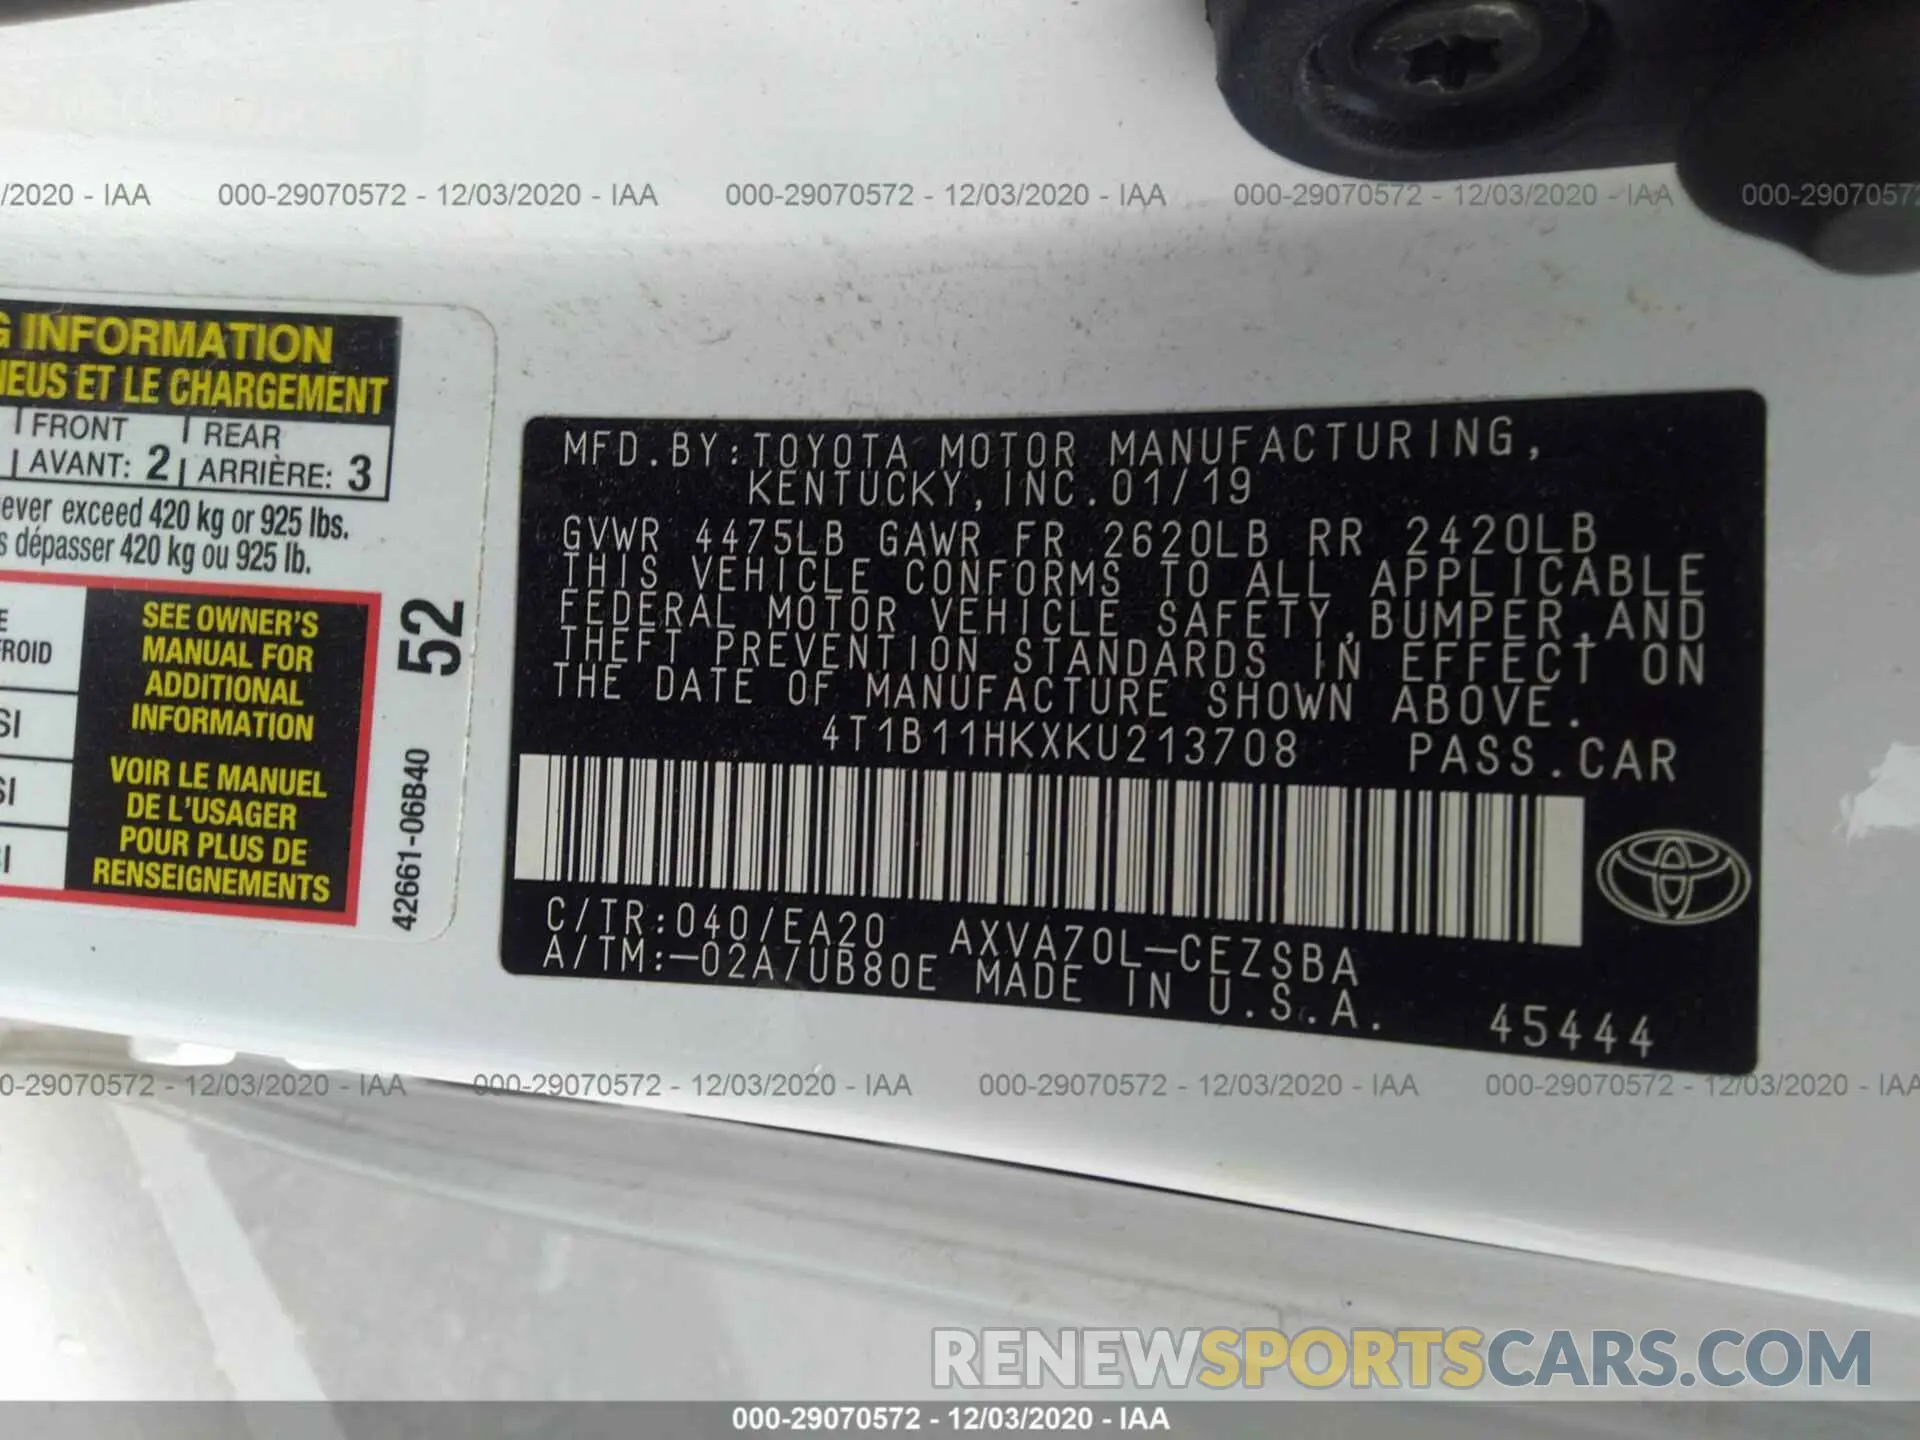 /2020 - IAA 000-29070572 - 12/03/2020 - IAA 000-29070572 - 12/03/2020 - IAA 000-29070572 - 12/03/2020 - IAA 000-29070572
G INFORMATION
NEUS ET LE CHARGEMENT
FRONT REAR
AVANT: 2 ARRIÈRE: 3
ever exceed 420 kg or 925 lbs.
s dépasser 420 kg ou 925 lb.
E
ROID
SI
SI
SI
SEE OWNER'S
MANUAL FOR
ADDITIONAL
INFORMATION
VOIR LE MANUEL
DE L'USAGER
POUR PLUS DE
RENSEIGNEMENTS
52
42661-06B40
MFD.BY:TOYOTA MOTOR MANUFACTURING,
KENTUCKY,INC.01/19
GVWR 4475LB GAWR FR 2620LB RR 2420LB
THIS VEHICLE CONFORMS TO ALL APPLICABLE
FEDERAL MOTOR VEHICLE SAFETY,BUMPER,AND
THEFT PREVENTION STANDARDS IN EFFECT ON
THE DATE OF MANUFACTURE SHOWN ABOVE.
4T1B11HKXKU213708 PASS.CAR
C/TR:040/EA20 AXVA70L-CEZSBA
A/TM:-02A/UB80E MADE IN U.S.A.
45444
0-29070572 - 12/03/2020 - IAA 000-29070572 - 12/03/2020 - IAA 000-29070572 - 12/03/2020 - IAA 000-29070572 - 12/03/2020 - IAA
RENEWSPORTSCARS.COM
000-29070572 - 12/03/2020 - IAA